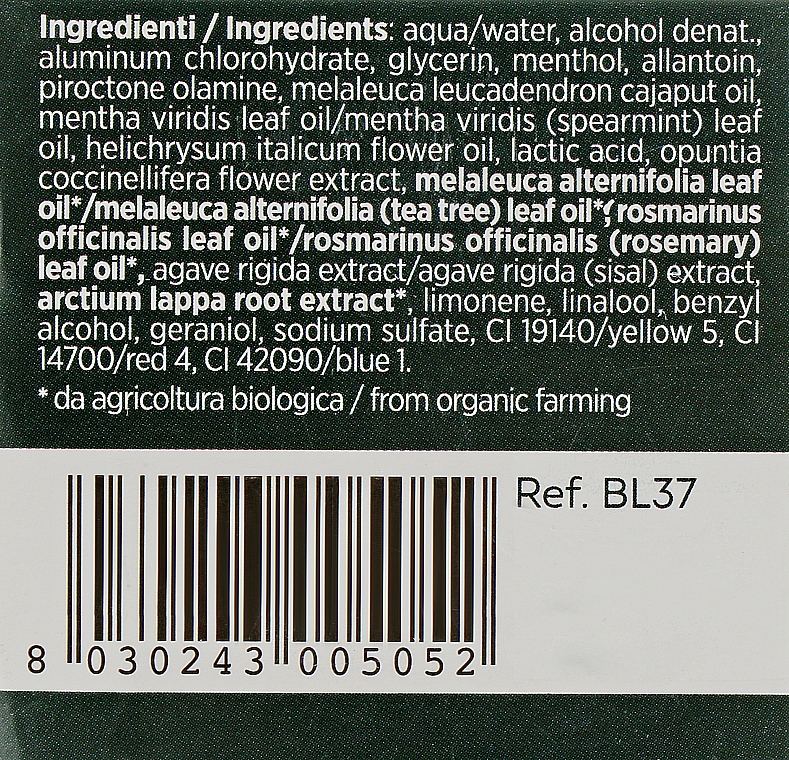 Ingredienti / Ingredients: aqua/water, alcohol denat.,
aluminum chlorohydrate, glycerin, menthol, allantoin,
piroctone olamine, melaleuca leucadendron cajaput oil,
mentha viridis leaf oil/mentha viridis (spearmint) leaf
oil, helichrysum italicum flower oil, lactic acid, opuntia
coccinellifera flower extract, melaleuca alternifolia leaf
oil*/melaleuca alternifolia (tea tree) leaf oil*, rosmarinus
officinalis leaf oil*/rosmarinus officinalis (rosemary)
leaf oil*, agave rigida extract/agave rigida (sisal) extract,
arctium lappa root extract*, limonene, linalool, benzyl
alcohol, geraniol, sodium sulfate, CI 19140/yellow 5, CI
14700/red 4, CI 42090/blue 1.
* da agricoltura biologica / from organic farming
Ref. BL37
8 030243 005052